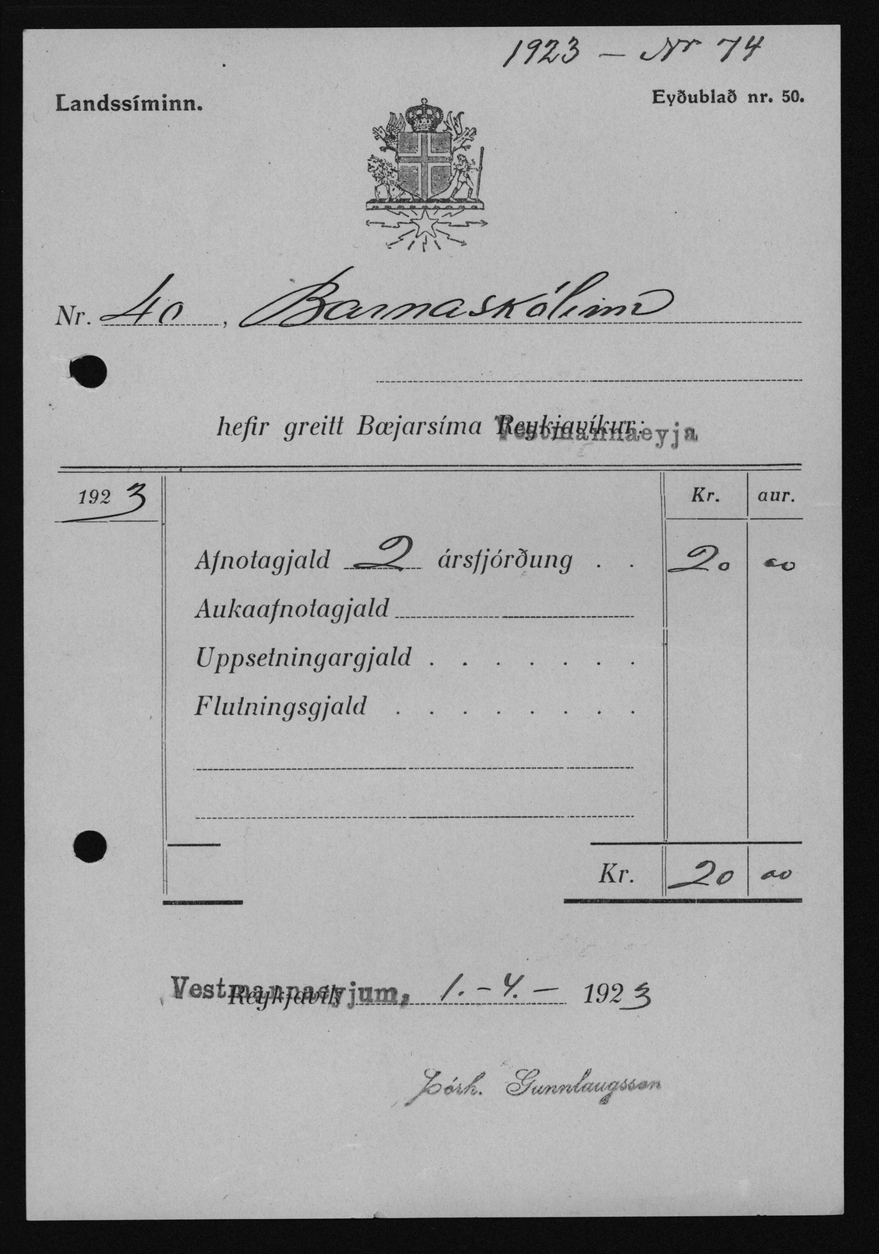 1923 – Nr 74
Landssíminn.
Eyðublað nr. 50.
Nr. 40, Barnaskólinn
hefir greitt Bæjarsíma Reykjavíkur: Vestmannaeyja
1923 Kr. aur.
Afnotagjald 2 ársfjórðung . . 20 00
Aukaafnotagjald
Uppsetningargjald . . . . . . .
Flutningsgjald . . . . . . . .
Kr. 20 00
Reykjavík Vestmannaeyjum, 1. – 4. – 1923
Þórh. Gunnlaugsson